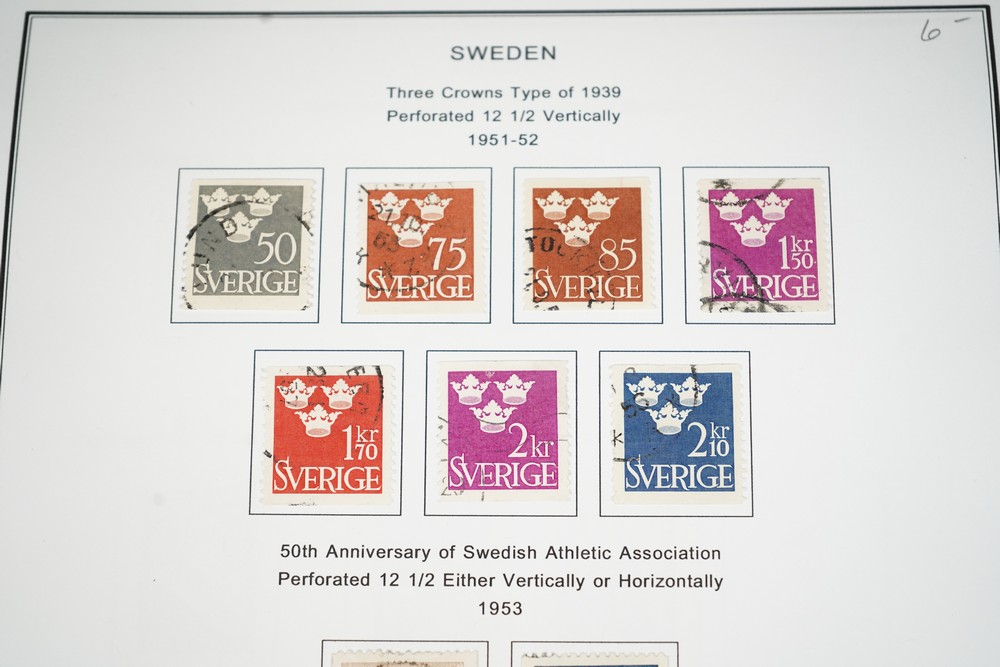 6 -
SWEDEN
Three Crowns Type of 1939
Perforated 12 1/2 Vertically
1951-52
50
SVERIGE
75
SVERIGE
85
SVERIGE
1 kr 50
SVERIGE
1 kr 70
SVERIGE
2 kr
SVERIGE
2 kr 10
SVERIGE
50th Anniversary of Swedish Athletic Association
Perforated 12 1/2 Either Vertically or Horizontally
1953